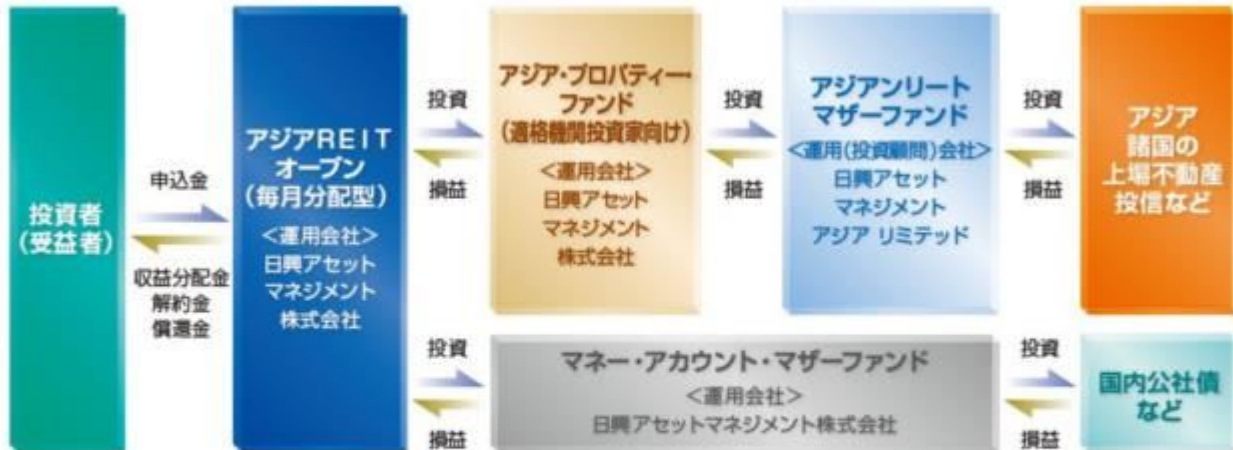 投資者
(受益者)
申込金
収益分配金
解約金
償還金
アジアREIT
オープン
(毎月分配型)
<運用会社>
日興アセット
マネジメント
株式会社
投資
損益
アジア・プロパティー・
ファンド
(適格機関投資家向け)
<運用会社>
日興アセット
マネジメント
株式会社
投資
損益
アジアンリート
マザーファンド
<運用(投資顧問)会社>
日興アセット
マネジメント
アジア リミテッド
投資
損益
アジア
諸国の
上場不動産
投信など
投資
損益
マネー・アカウント・マザーファンド
<運用会社>
日興アセットマネジメント株式会社
投資
損益
国内公社債
など